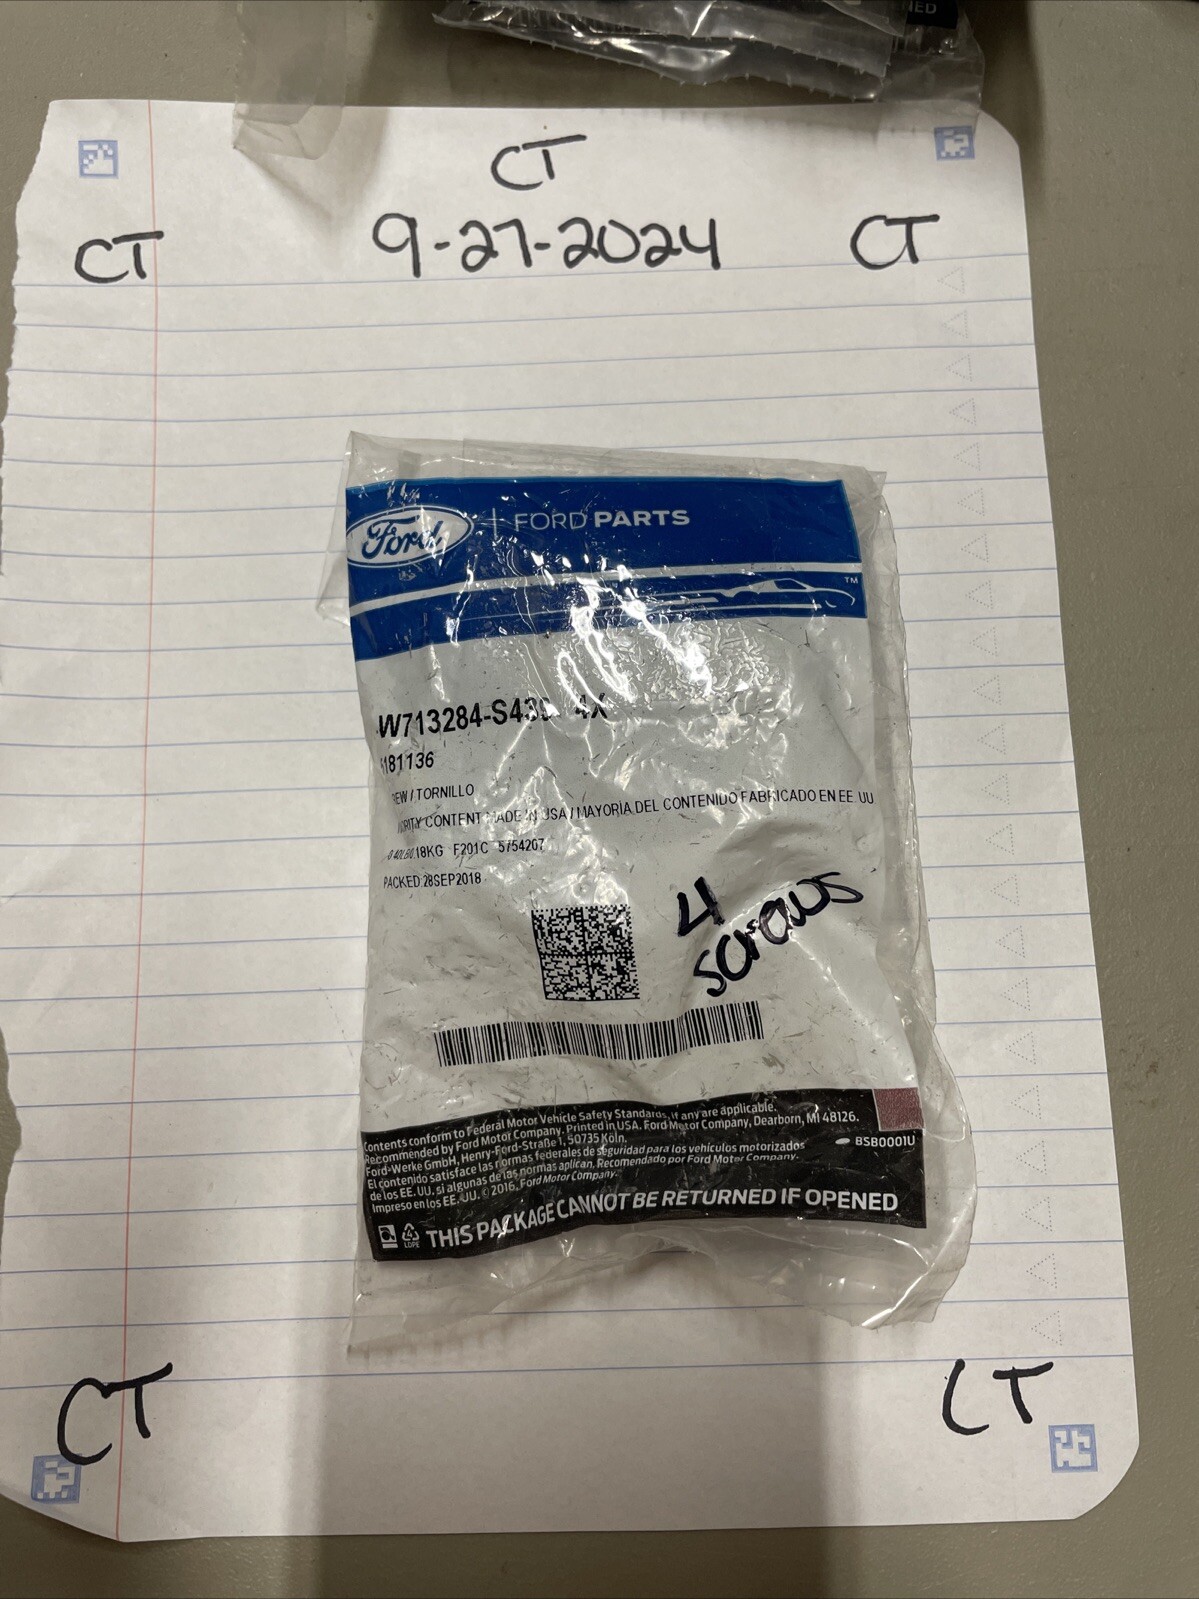 CT
CT 9-27-2024 CT
Ford | FORD PARTS
TM
4X
181136
/ TORNILLO
CONTENT MADE IN USA / MAYORIA DEL CONTENIDO FABRICADO EN EE. UU
F201C 5754207
PACKED:28SEP2018
4
screws
Contents conform to Federal Motor Vehicle Safety Standards, if any are applicable.
Recommended by Ford Motor Company. Printed in USA. Ford Motor Company, Dearborn, MI 48126.
Ford-Werke GmbH, Henry-Ford-Straße 1, 50735 Köln.
El contenido satisface las normas federales de seguridad para los vehículos motorizados
de los EE. UU. si algunas de las normas aplican. Recomendado por Ford Motor Company.
Impreso en los EE. UU. © 2016, Ford Motor Company.
BSB0001U
4
LDPE
THIS PACKAGE CANNOT BE RETURNED IF OPENED
CT
CT